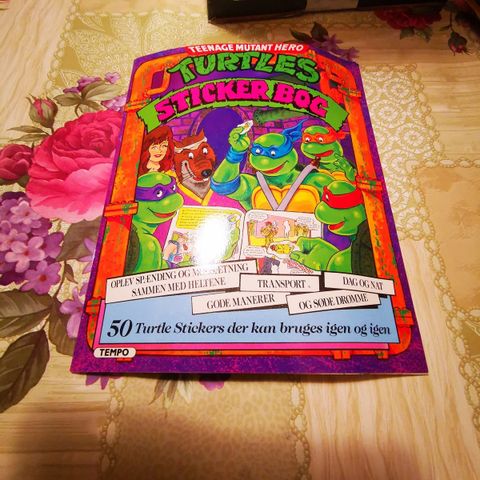 TEENAGE MUTANT HERO
TURTLES
STICKER BOG
OPLEV SPÆNDING OG
SAMMEN MED HELTENE
TRANSPORT .
DAG OG NAT
GODE MANERER
OG SØDE DRØMME
50 Turtle Stickers der kan bruges igen og igen
TEMPO